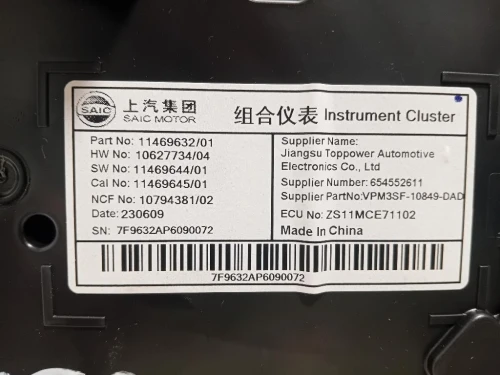 SAIC
上汽集团
SAIC MOTOR
组合仪表 Instrument Cluster
Part No: 11469632/01
HW No: 10627734/04
SW No: 11469644/01
Cal No: 11469645/01
NCF No: 10794381/02
Date: 230609
SN: 7F9632AP6090072
Supplier Name:
Jiangsu Toppower Automotive
Electronics Co., Ltd
Supplier Number: 654552611
Supplier PartNo:VPM3SF-10849-DAD
ECU No: ZS11MCE71102
Made In China
7F9632AP6090072